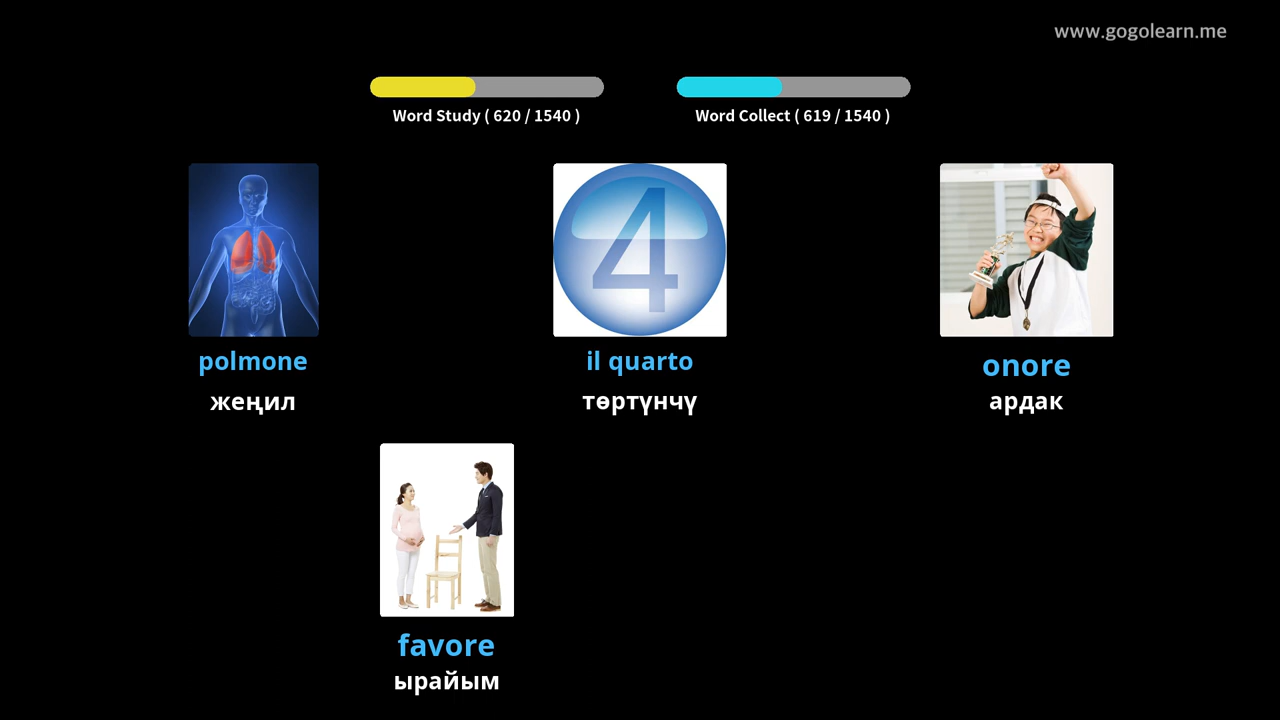 www.gogolearn.me
Word Study ( 620 / 1540 )
Word Collect ( 619 / 1540 )
4
polmone
жеңил
il quarto
төртүнчү
onore
ардак
favore
ырайым